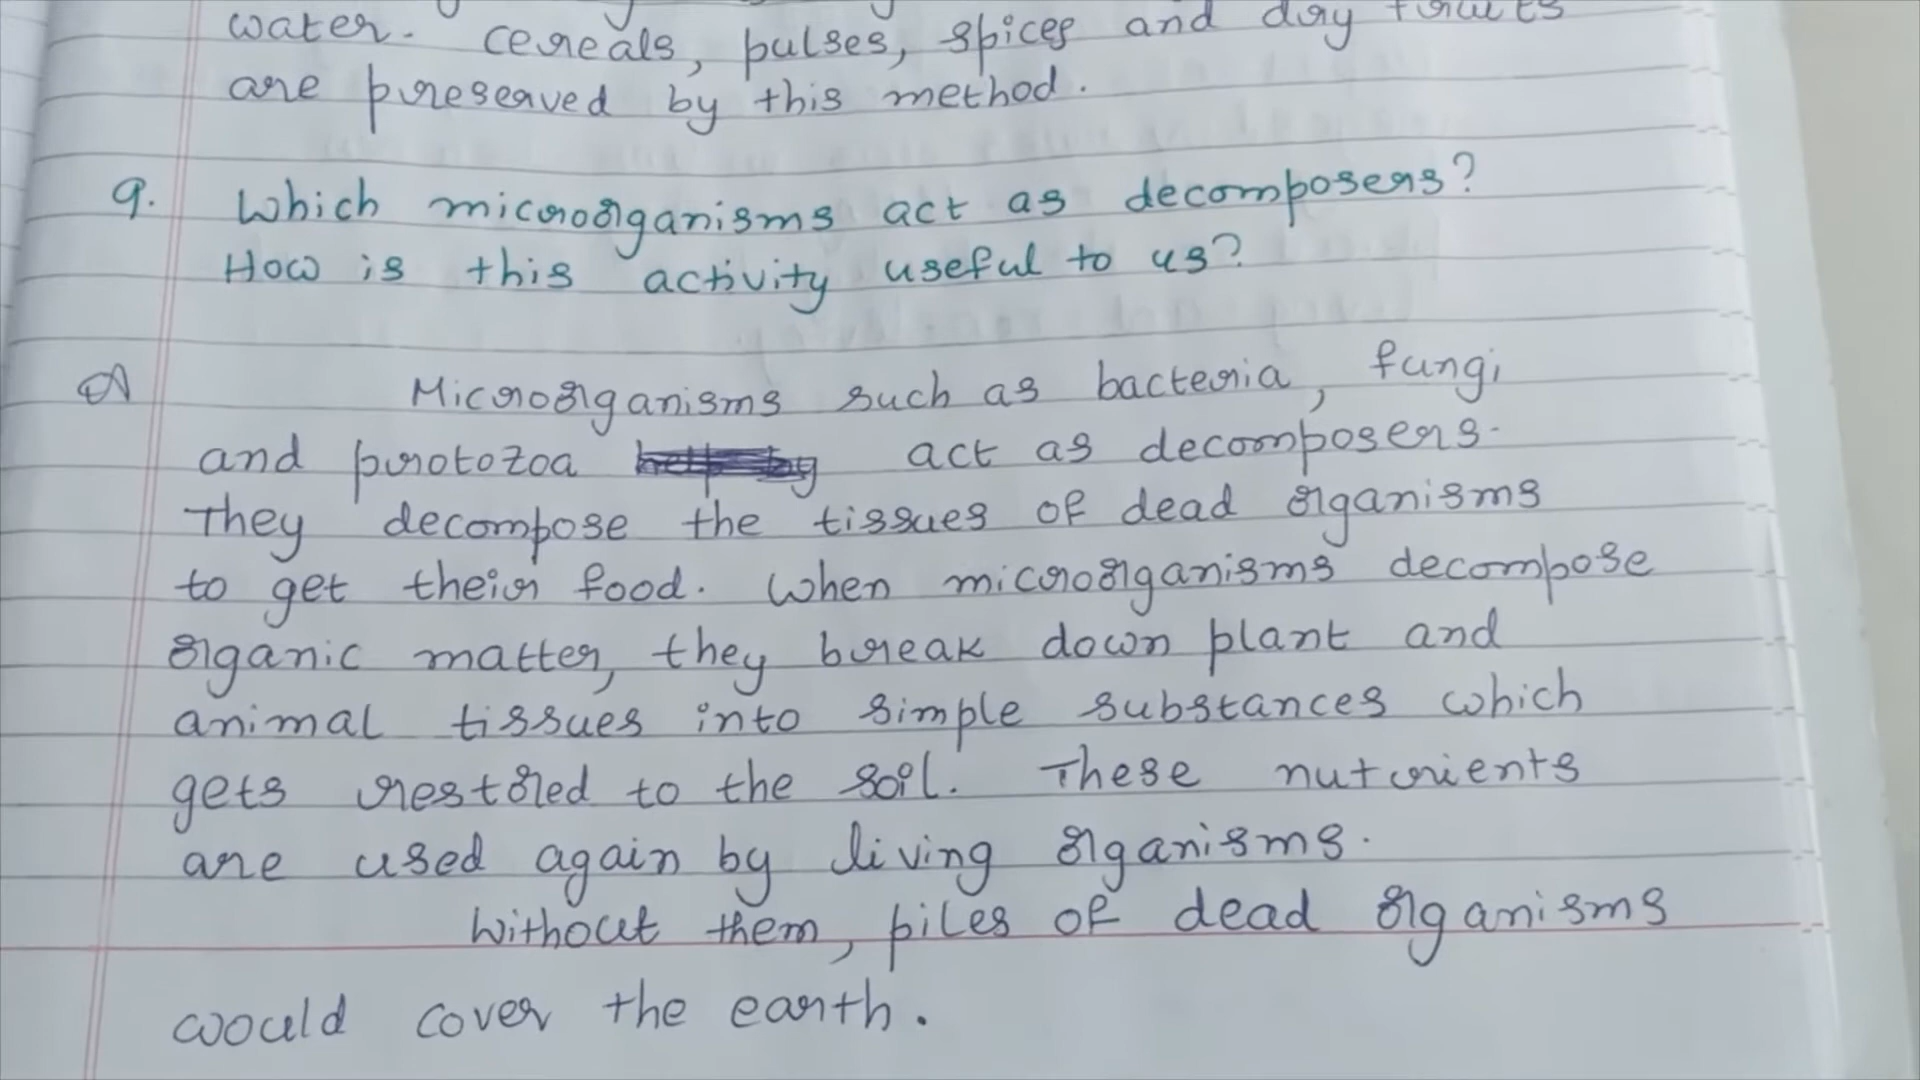 water. cereals, pulses, spices and dry fruits
are preserved by this method.
9. Which microorganisms act as decomposers?
How is this activity useful to us?
A Microorganisms such as bacteria, fungi
and protozoa act as decomposers.
They decompose the tissues of dead organisms
to get their food. When microorganisms decompose
organic matter, they break down plant and
animal tissues into simple substances which
gets restored to the soil. These nutrients
are used again by living organisms.
Without them, piles of dead organisms
would cover the earth.